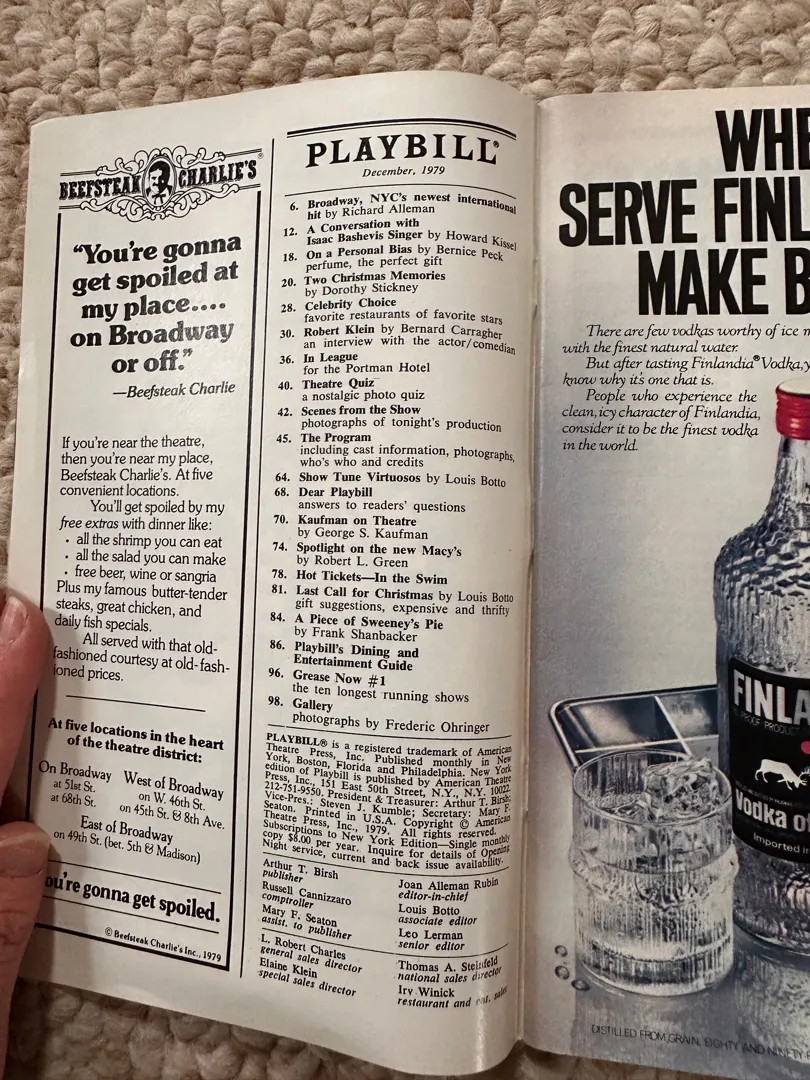 BEEFSTEAK CHARLIE'S®
"You're gonna
get spoiled at
my place....
on Broadway
or off."
—Beefsteak Charlie
If you're near the theatre,
then you're near my place,
Beefsteak Charlie's. At five
convenient locations.
You'll get spoiled by my
free extras with dinner like:
• all the shrimp you can eat
• all the salad you can make
• free beer, wine or sangria
Plus my famous butter-tender
steaks, great chicken, and
daily fish specials.
All served with that old-
fashioned courtesy at old-fash-
ioned prices.
At five locations in the heart
of the theatre district:
On Broadway
at 51st St.
at 68th St.
West of Broadway
on W. 46th St.
on 45th St. & 8th Ave.
East of Broadway
on 49th St. (bet. 5th & Madison)
ou're gonna get spoiled.
© Beefsteak Charlie's Inc., 1979
PLAYBILL®
December, 1979
6. Broadway, NYC's newest international
hit by Richard Alleman
12. A Conversation with
Isaac Bashevis Singer by Howard Kissel
18. On a Personal Bias by Bernice Peck
perfume, the perfect gift
20. Two Christmas Memories
by Dorothy Stickney
28. Celebrity Choice
favorite restaurants of favorite stars
30. Robert Klein by Bernard Carragher
an interview with the actor/comedian
36. In League
for the Portman Hotel
40. Theatre Quiz
a nostalgic photo quiz
42. Scenes from the Show
photographs of tonight's production
45. The Program
including cast information, photographs,
who's who and credits
64. Show Tune Virtuosos by Louis Botto
68. Dear Playbill
answers to readers' questions
70. Kaufman on Theatre
by George S. Kaufman
74. Spotlight on the new Macy's
by Robert L. Green
78. Hot Tickets—In the Swim
81. Last Call for Christmas by Louis Botto
gift suggestions, expensive and thrifty
84. A Piece of Sweeney's Pie
by Frank Shanbacker
86. Playbill's Dining and
Entertainment Guide
96. Grease Now #1
the ten longest running shows
98. Gallery
photographs by Frederic Ohringer
PLAYBILL® is a registered trademark of American
Theatre Press, Inc. Published monthly in New
York, Boston, Florida and Philadelphia. New York
edition of Playbill is published by American Theatre
Press, Inc., 151 East 50th Street, N.Y., N.Y. 10022.
212-751-9550. President & Treasurer: Arthur T. Birsh;
Vice-Pres.: Steven J. Kumble; Secretary: Mary F.
Seaton. Printed in U.S.A. Copyright © American
Theatre Press, Inc., 1979. All rights reserved.
Subscriptions to New York Edition—Single monthly
copy $8.00 per year. Inquire for details of Opening
Night service, current and back issue availability.
Arthur T. Birsh
publisher
Russell Cannizzaro
comptroller
Mary F. Seaton
assist. to publisher
L. Robert Charles
general sales director
Elaine Klein
special sales director
Joan Alleman Rubin
editor-in-chief
Louis Botto
associate editor
Leo Lerman
senior editor
Thomas A. Steinfeld
national sales director
Irv Winick
restaurant and ent. sales
WHE
SERVE FINL
MAKE B
There are few vodkas worthy of ice m
with the finest natural water.
But after tasting Finlandia® Vodka, y
know why it's one that is.
People who experience the
clean, icy character of Finlandia,
consider it to be the finest vodka
in the world.
FINLA
PROOF PRODUCT
Vodka of
Imported in
DISTILLED FROM GRAIN, EIGHTY AND NINETY